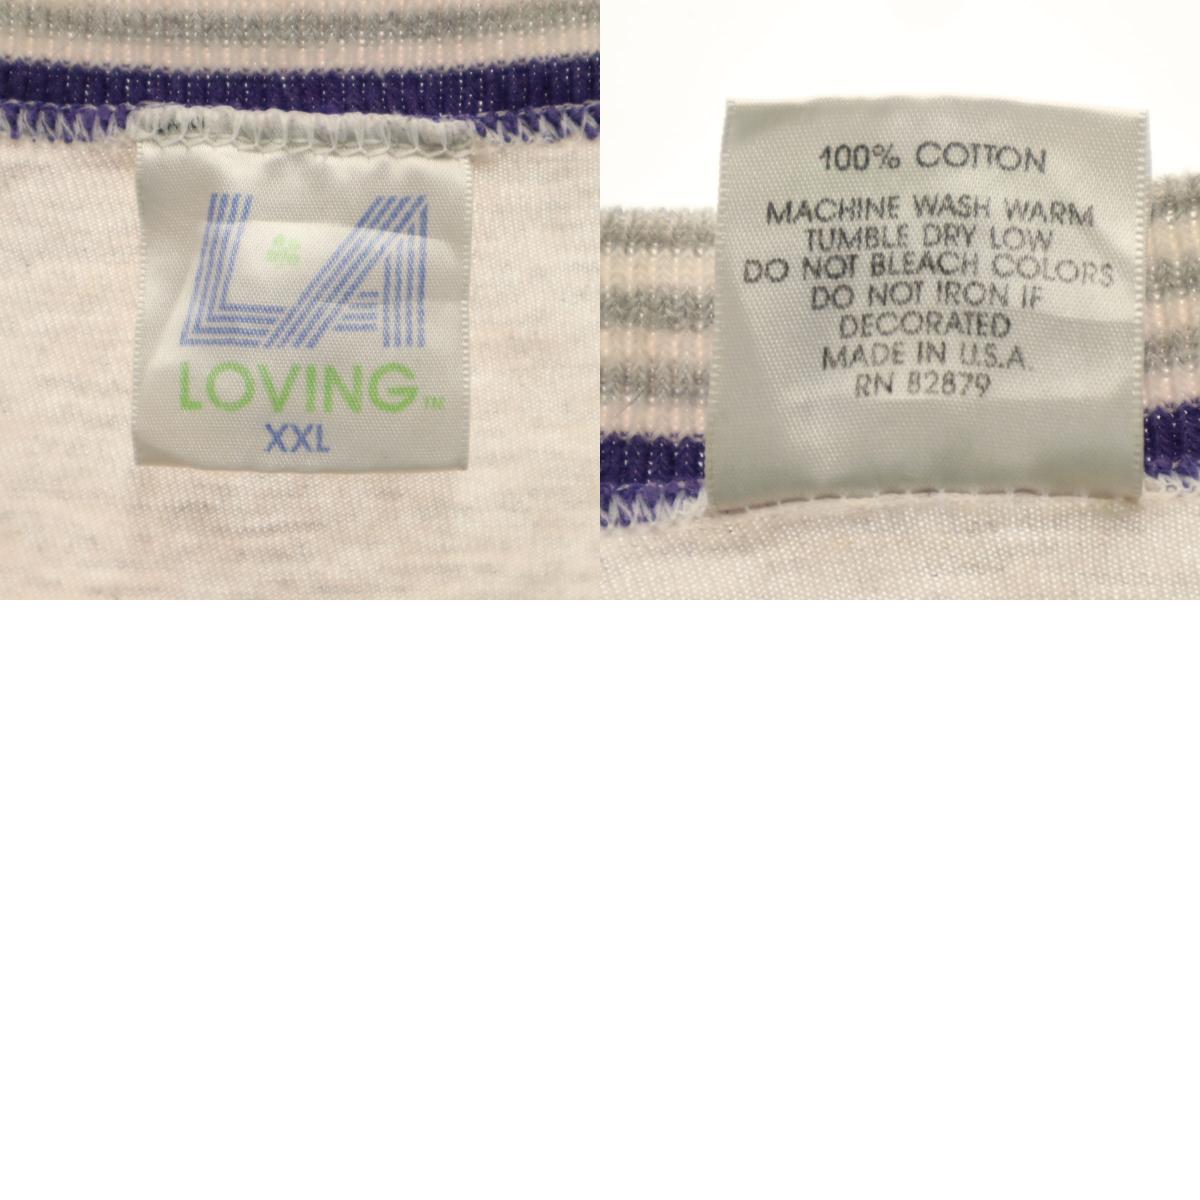 LA
LOVING™
XXL
100% COTTON
MACHINE WASH WARM
TUMBLE DRY LOW
DO NOT BLEACH COLORS
DO NOT IRON IF
DECORATED
MADE IN U.S.A.
RN 82879